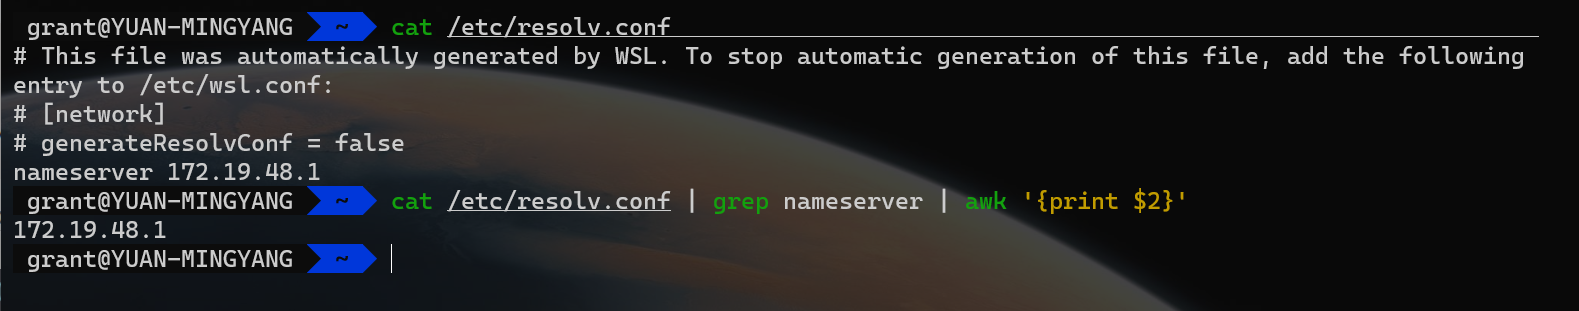 grant@YUAN-MINGYANG ~ cat /etc/resolv.conf
# This file was automatically generated by WSL. To stop automatic generation of this file, add the following
entry to /etc/wsl.conf:
# [network]
# generateResolvConf = false
nameserver 172.19.48.1
grant@YUAN-MINGYANG ~ cat /etc/resolv.conf | grep nameserver | awk '{print $2}'
172.19.48.1
grant@YUAN-MINGYANG ~